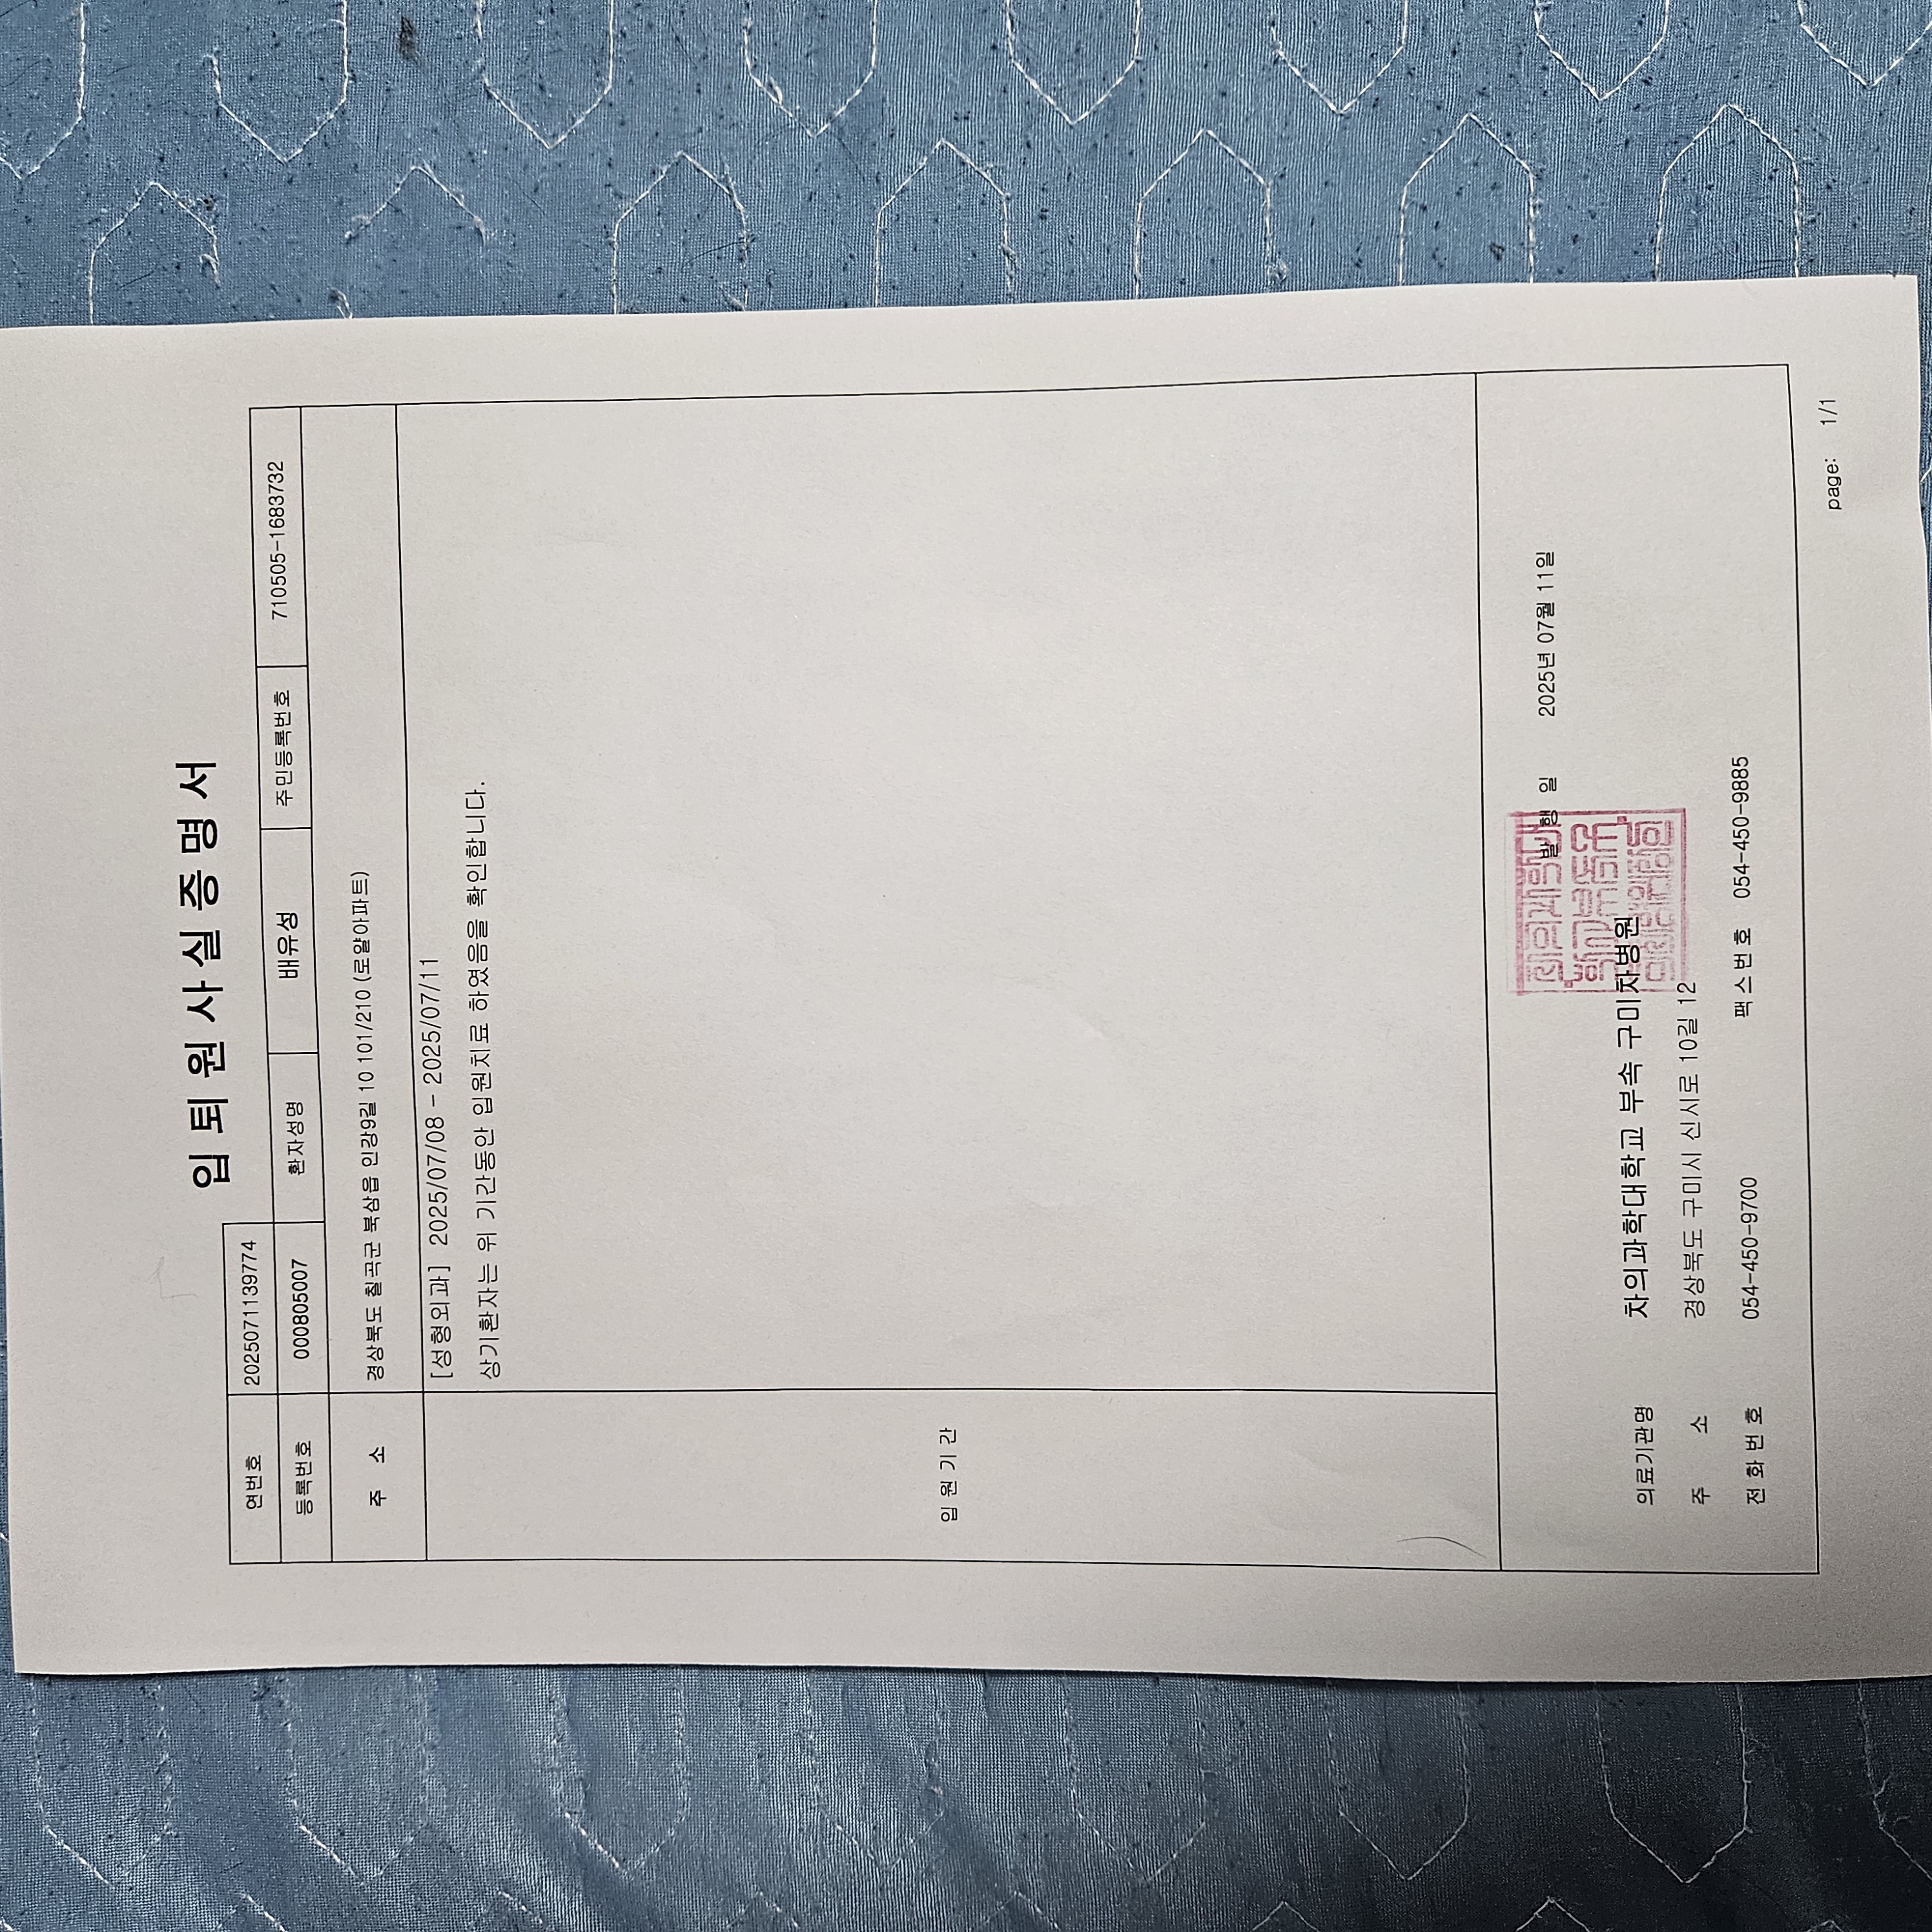 입퇴원사실증명서
연번호 2025071139774
등록번호 000805007 환자성명 배유성 주민등록번호 710505-1683732
주 소 경상북도 칠곡군 북삼읍 인강9길 10 101/210 (로얄아파트)
입원기간
[성형외과] 2025/07/08 - 2025/07/11
상기환자는 위 기간동안 입원치료 하였음을 확인합니다.
발 행 일 2025년 07월 11일
의료기관명 차의과학대학교 부속 구미차병원
주 소 경상북도 구미시 신시로 10길 12
전화번호 054-450-9700 팩스번호 054-450-9885
page: 1/1